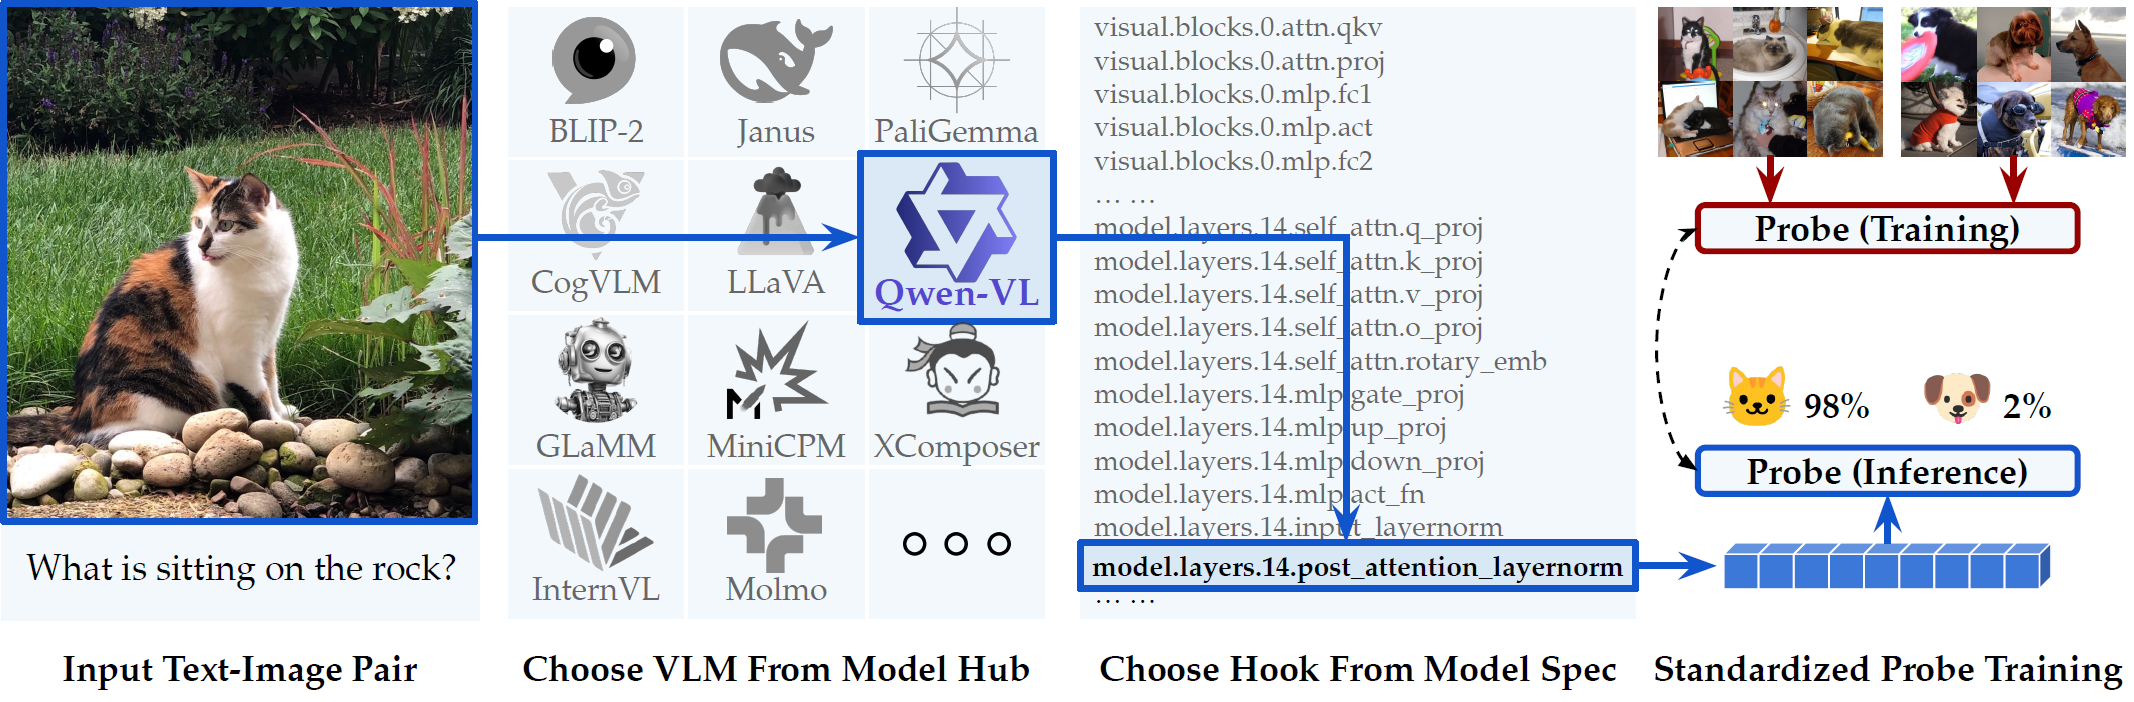 What is sitting on the rock?
Input Text-Image Pair
BLIP-2
Janus
PaliGemma
CogVLM
LLaVA
Qwen-VL
GLaMM
MiniCPM
XComposer
InternVL
Molmo
Choose VLM From Model Hub
visual.blocks.0.attn.qkv
visual.blocks.0.attn.proj
visual.blocks.0.mlp.fc1
visual.blocks.0.mlp.act
visual.blocks.0.mlp.fc2
... ...
model.layers.14.self_attn.q_proj
model.layers.14.self_attn.k_proj
model.layers.14.self_attn.v_proj
model.layers.14.self_attn.o_proj
model.layers.14.self_attn.rotary_emb
model.layers.14.mlp.gate_proj
model.layers.14.mlp.up_proj
model.layers.14.mlp.down_proj
model.layers.14.mlp.act_fn
model.layers.14.input_layernorm
model.layers.14.post_attention_layernorm
... ...
Choose Hook From Model Spec
Probe (Training)
98%
2%
Probe (Inference)
Standardized Probe Training